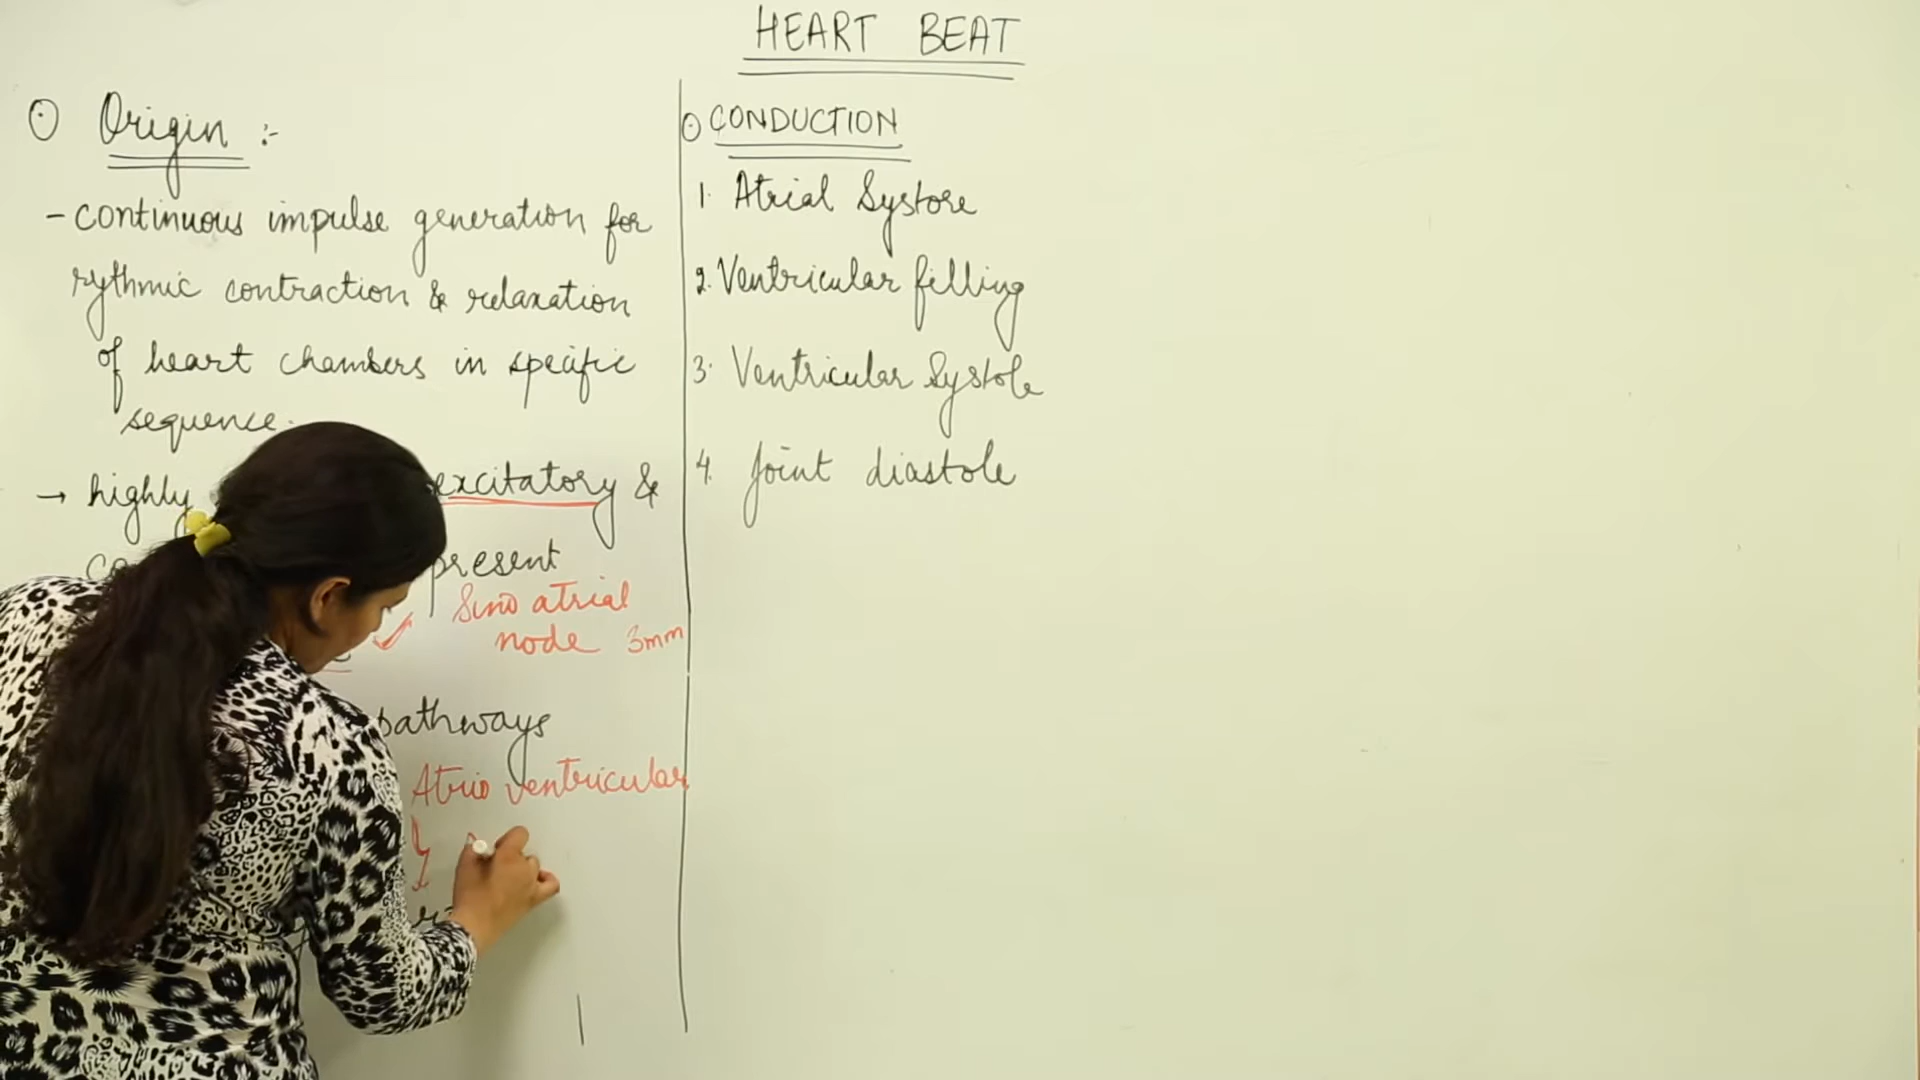 HEART BEAT
Origin :-
- continuous impulse generation for
rythmic contraction & relaxation
of heart chambers in specific
sequence.
→ highly excitatory &
present
Sino atrial
node 3mm
pathways
Atrio ventricular
CONDUCTION
1. Atrial Systore
2. Ventricular filling
3. Ventricular Systole
4. Joint diastole